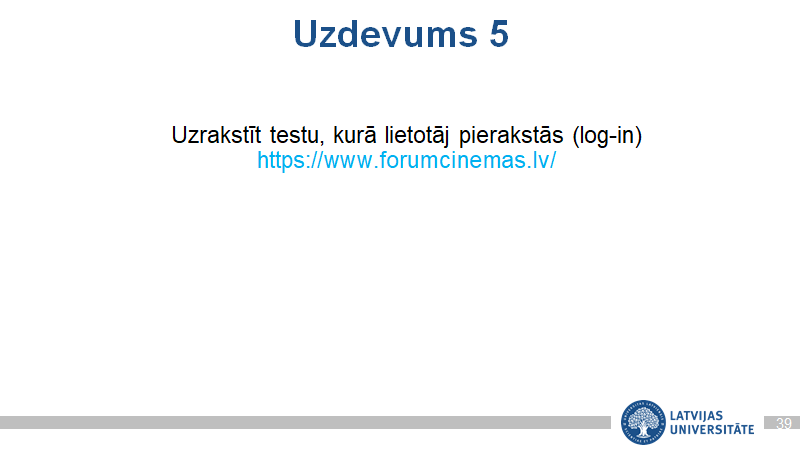 Uzdevums 5
Uzrakstīt testu, kurā lietotāj pierakstās (log-in)
https://www.forumcinemas.lv/
LATVIJAS
UNIVERSITĀTE
39